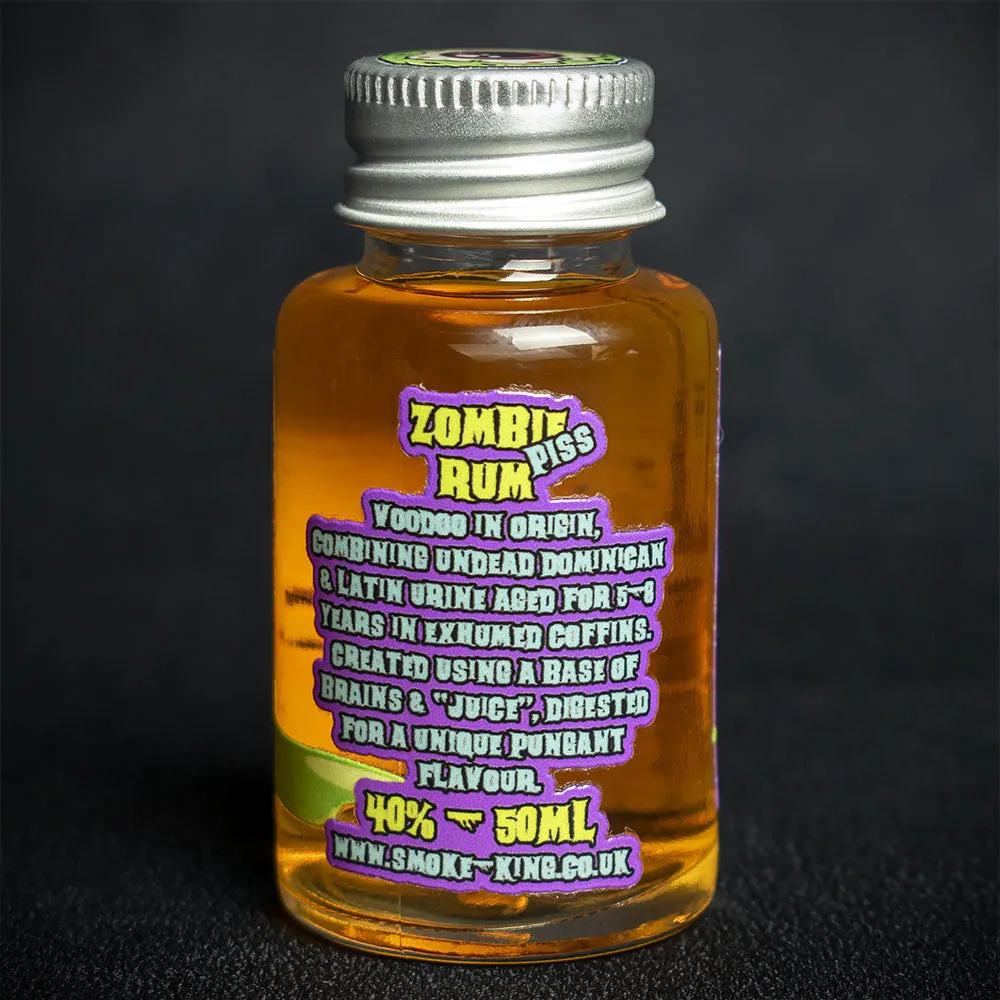 ZOMBIE
PISS
RUM
VOODOO IN ORIGIN,
COMBINING UNDEAD DOMINICAN
& LATIN URINE AGED FOR 5-8
YEARS IN EXHUMED COFFINS.
CREATED USING A BASE OF
BRAINS & "JUICE", DIGESTED
FOR A UNIQUE PUNGANT
FLAVOUR.
40% - 50ML
WWW.SMOKE-KING.CO.UK